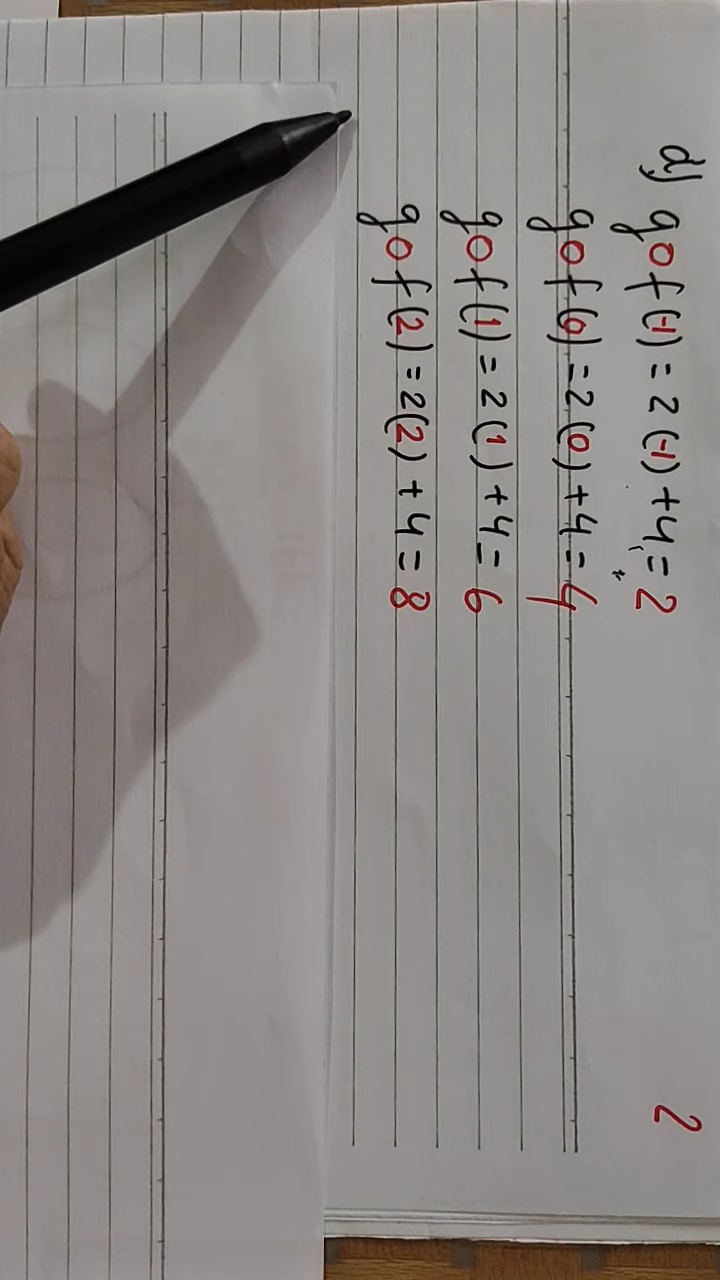 d) gof(-1) = 2(-1)+4 = 2
gof(0) = 2(0)+4 = 4
gof(1) = 2(1)+4 = 6
gof(2) = 2(2)+4 = 8
2